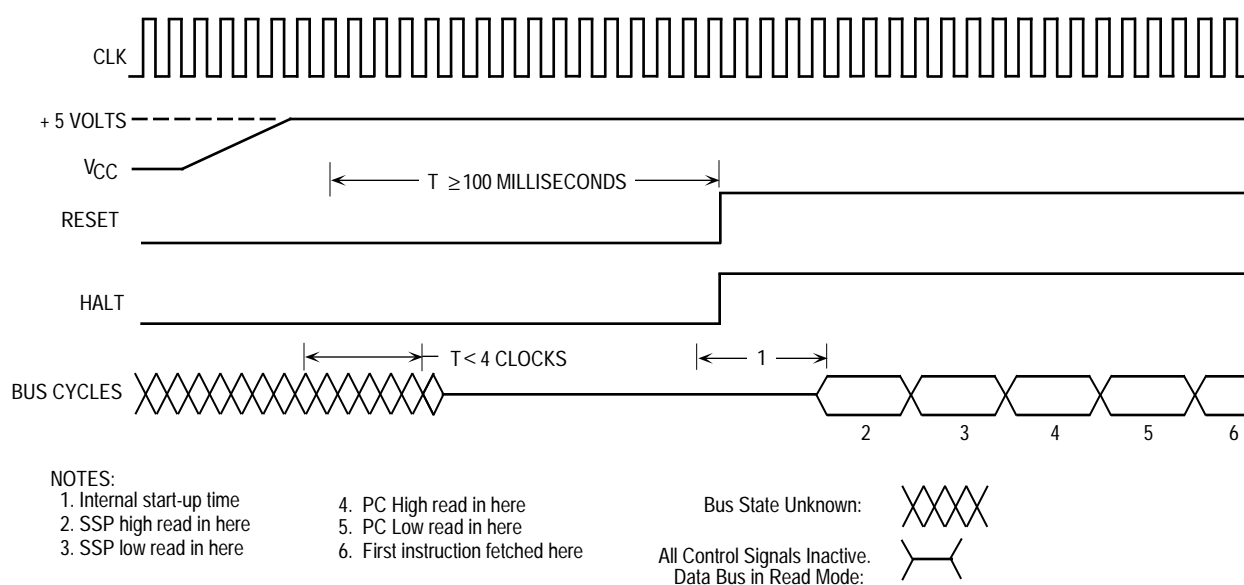 CLK
+ 5 VOLTS
VCC
T ≥100 MILLISECONDS
RESET
HALT
T < 4 CLOCKS
1
BUS CYCLES
2 3 4 5 6
NOTES:
1. Internal start-up time
2. SSP high read in here
3. SSP low read in here
4. PC High read in here
5. PC Low read in here
6. First instruction fetched here
Bus State Unknown:
All Control Signals Inactive.
Data Bus in Read Mode: